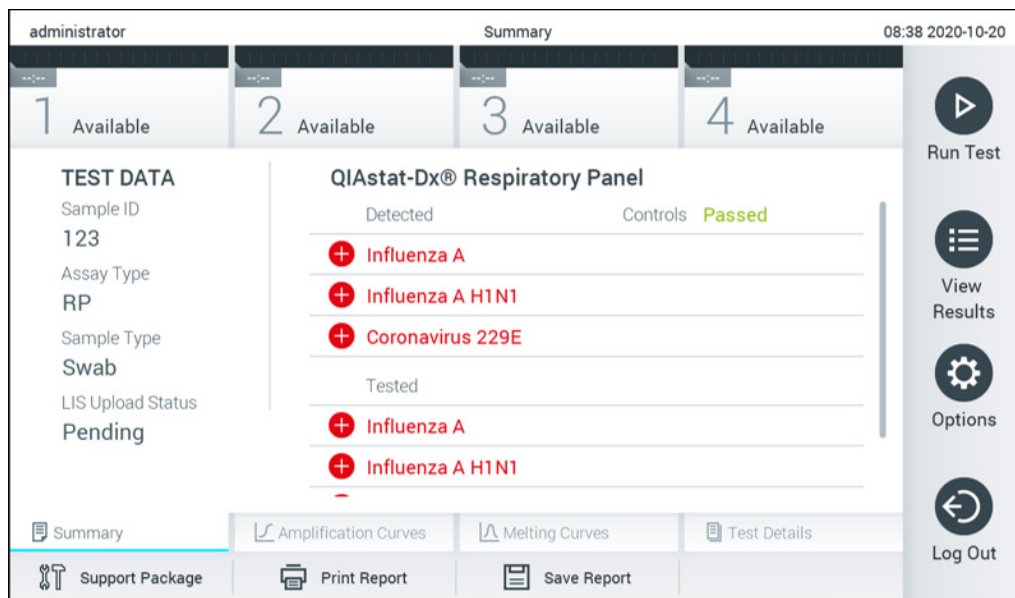 administrator Summary 08:38 2020-10-20
--:-- --:-- --:-- --:--
1 Available 2 Available 3 Available 4 Available
Run Test
TEST DATA
Sample ID
123
Assay Type
RP
Sample Type
Swab
LIS Upload Status
Pending
QIAstat-Dx® Respiratory Panel
Detected Controls Passed
Influenza A
Influenza A H1N1
Coronavirus 229E
Tested
Influenza A
Influenza A H1N1
View
Results
Options
Log Out
Summary Amplification Curves Melting Curves Test Details
Support Package Print Report Save Report